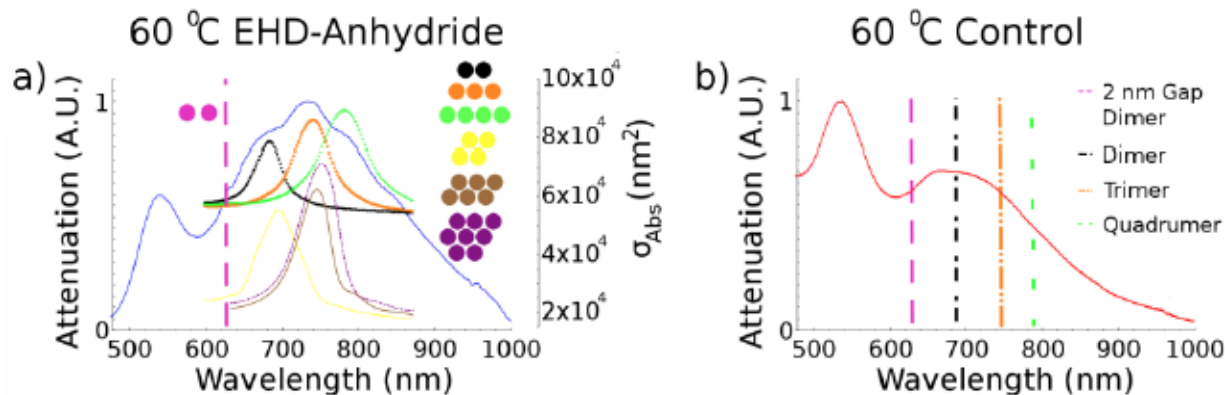 60 ⁰C EHD-Anhydride
60 ⁰C Control
a)
Attenuation (A.U.)
1
0
500 600 700 800 900 1000
Wavelength (nm)
10x10⁴
8x10⁴
6x10⁴
4x10⁴
2x10⁴
σAbs (nm²)
b)
Attenuation (A.U.)
1
0
500 600 700 800 900 1000
Wavelength (nm)
2 nm Gap
Dimer
Dimer
Trimer
Quadrumer